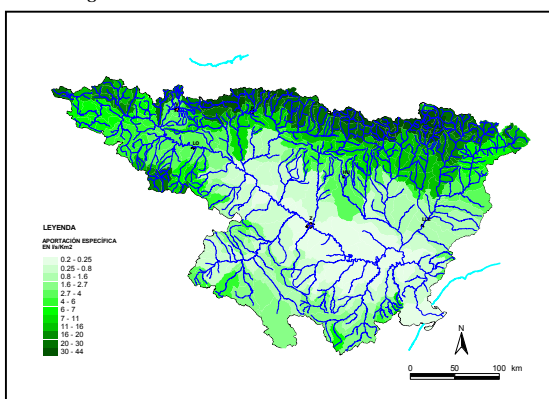 LEYENDA
APORTACIÓN ESPECÍFICA
EN l/s/Km2
0.2 - 0.25
0.25 - 0.8
0.8 - 1.6
1.6 - 2.7
2.7 - 4
4 - 6
6 - 7
7 - 11
11 - 16
16 - 20
20 - 30
30 - 44
N
0 50 100 km